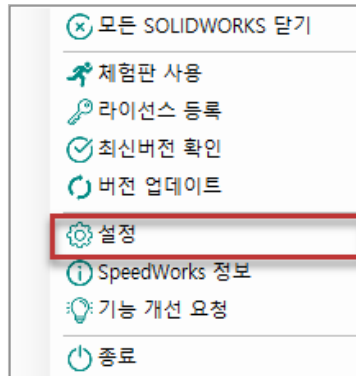 모든 SOLIDWORKS 닫기
체험판 사용
라이선스 등록
최신버전 확인
버전 업데이트
설정
SpeedWorks 정보
기능 개선 요청
종료